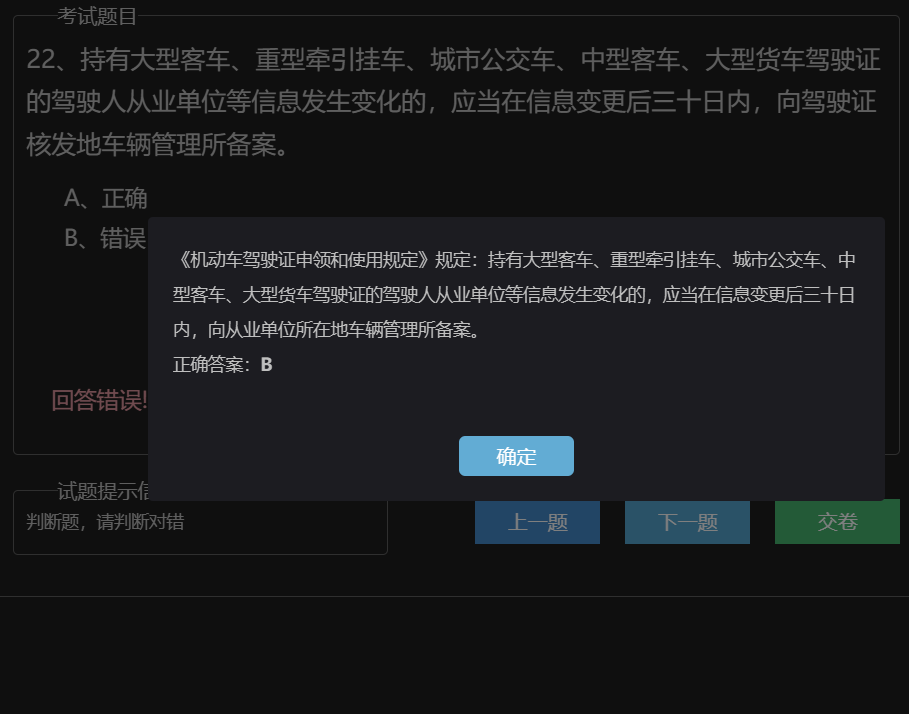 考试题目
22、持有大型客车、重型牵引挂车、城市公交车、中型客车、大型货车驾驶证
的驾驶人从业单位等信息发生变化的，应当在信息变更后三十日内，向驾驶证
核发地车辆管理所备案。
A、正确
B、错误
《机动车驾驶证申领和使用规定》规定：持有大型客车、重型牵引挂车、城市公交车、中
型客车、大型货车驾驶证的驾驶人从业单位等信息发生变化的，应当在信息变更后三十日
内，向从业单位所在地车辆管理所备案。
正确答案：B
回答错误!
确定
试题提示信
判断题，请判断对错
上一题
下一题
交卷